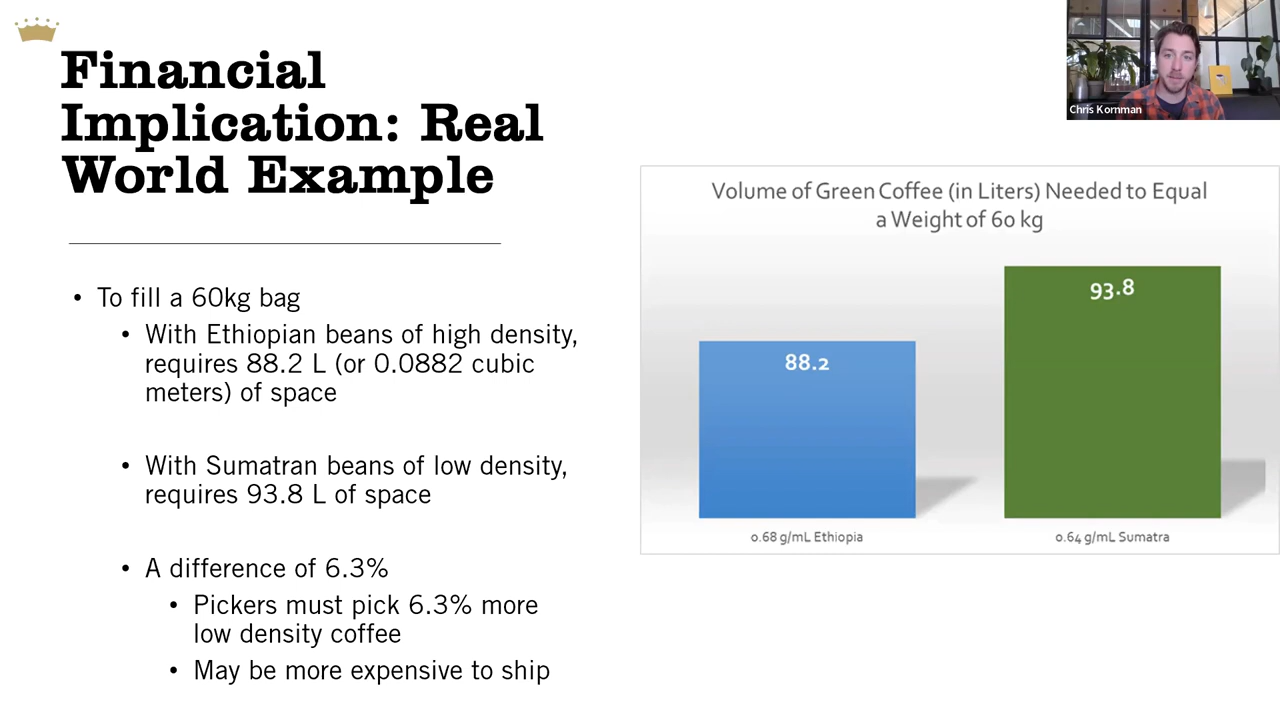 Financial
Implication: Real
World Example
• To fill a 60kg bag
• With Ethiopian beans of high density,
requires 88.2 L (or 0.0882 cubic
meters) of space
• With Sumatran beans of low density,
requires 93.8 L of space
• A difference of 6.3%
• Pickers must pick 6.3% more
low density coffee
• May be more expensive to ship
Chris Kornman
Volume of Green Coffee (in Liters) Needed to Equal
a Weight of 60 kg
88.2
93.8
0.68 g/mL Ethiopia
0.64 g/mL Sumatra